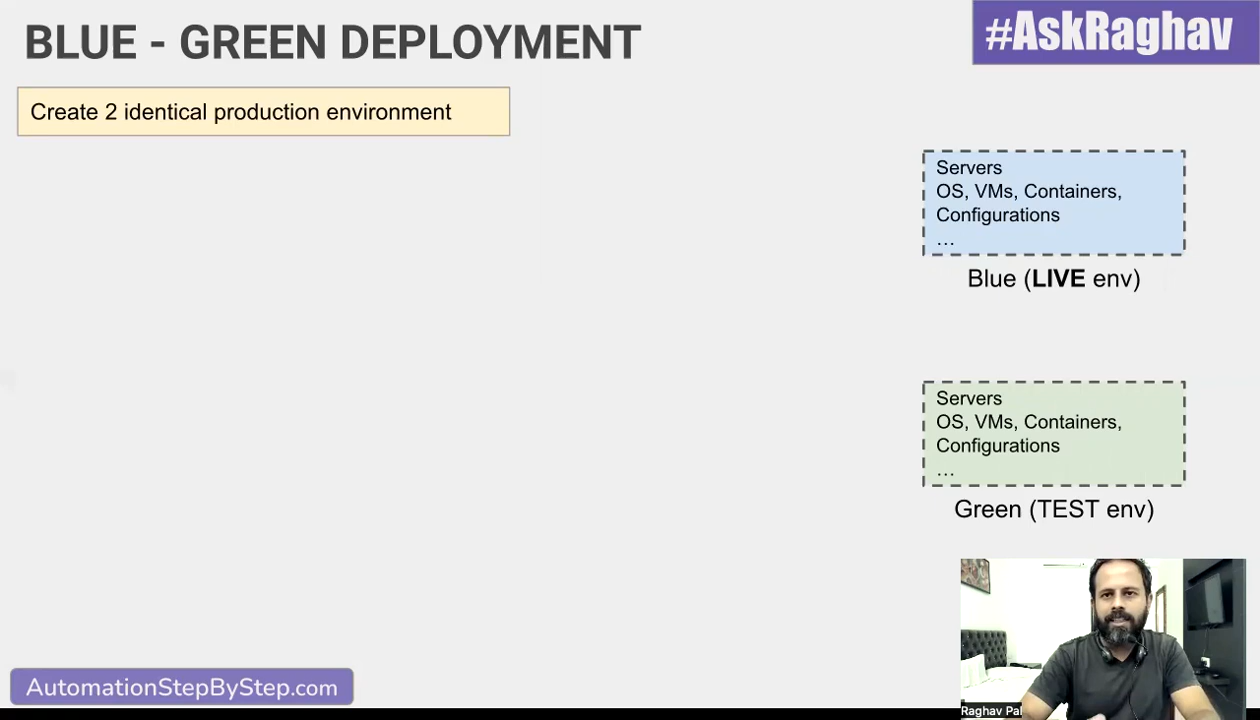 BLUE - GREEN DEPLOYMENT
#AskRaghav
Create 2 identical production environment
Servers
OS, VMs, Containers,
Configurations
…
Blue (LIVE env)
Servers
OS, VMs, Containers,
Configurations
…
Green (TEST env)
AutomationStepByStep.com
Raghav Pal